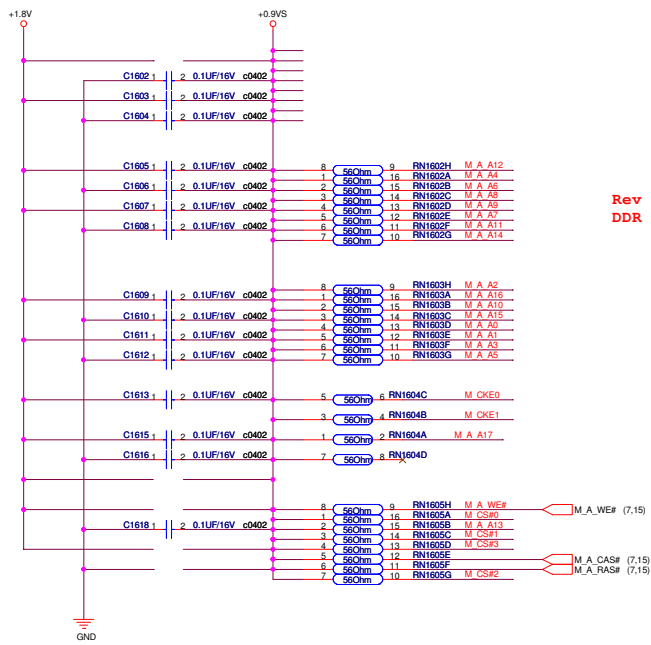 +1.8V +0.9VS
C1602 1 2 0.1UF/16V c0402
C1603 1 2 0.1UF/16V c0402
C1604 1 2 0.1UF/16V c0402
C1605 1 2 0.1UF/16V c0402 8 56Ohm 9 RN1602H M_A_A12
1 56Ohm 16 RN1602A M_A_A4
C1606 1 2 0.1UF/16V c0402 2 56Ohm 15 RN1602B M_A_A6
3 56Ohm 14 RN1602C M_A_A8
Rev
C1607 1 2 0.1UF/16V c0402 4 56Ohm 13 RN1602D M_A_A9
5 56Ohm 12 RN1602E M_A_A7
DDR
C1608 1 2 0.1UF/16V c0402 6 56Ohm 11 RN1602F M_A_A11
7 56Ohm 10 RN1602G M_A_A14
8 56Ohm 9 RN1603H M_A_A2
C1609 1 2 0.1UF/16V c0402 1 56Ohm 16 RN1603A M_A_A16
2 56Ohm 15 RN1603B M_A_A10
C1610 1 2 0.1UF/16V c0402 3 56Ohm 14 RN1603C M_A_A15
4 56Ohm 13 RN1603D M_A_A0
C1611 1 2 0.1UF/16V c0402 5 56Ohm 12 RN1603E M_A_A1
6 56Ohm 11 RN1603F M_A_A3
C1612 1 2 0.1UF/16V c0402 7 56Ohm 10 RN1603G M_A_A5
C1613 1 2 0.1UF/16V c0402 5 56Ohm 6 RN1604C M_CKE0
3 56Ohm 4 RN1604B M_CKE1
C1615 1 2 0.1UF/16V c0402 1 56Ohm 2 RN1604A M_A_A17
C1616 1 2 0.1UF/16V c0402 7 56Ohm 8 RN1604D
8 56Ohm 9 RN1605H M_A_WE# M_A_WE# (7,15)
1 56Ohm 16 RN1605A M_CS#0
C1618 1 2 0.1UF/16V c0402 2 56Ohm 15 RN1605B M_A_A13
3 56Ohm 14 RN1605C M_CS#1
4 56Ohm 13 RN1605D M_CS#3
5 56Ohm 12 RN1605E M_A_CAS# (7,15)
6 56Ohm 11 RN1605F M_A_RAS# (7,15)
7 56Ohm 10 RN1605G M_CS#2
GND